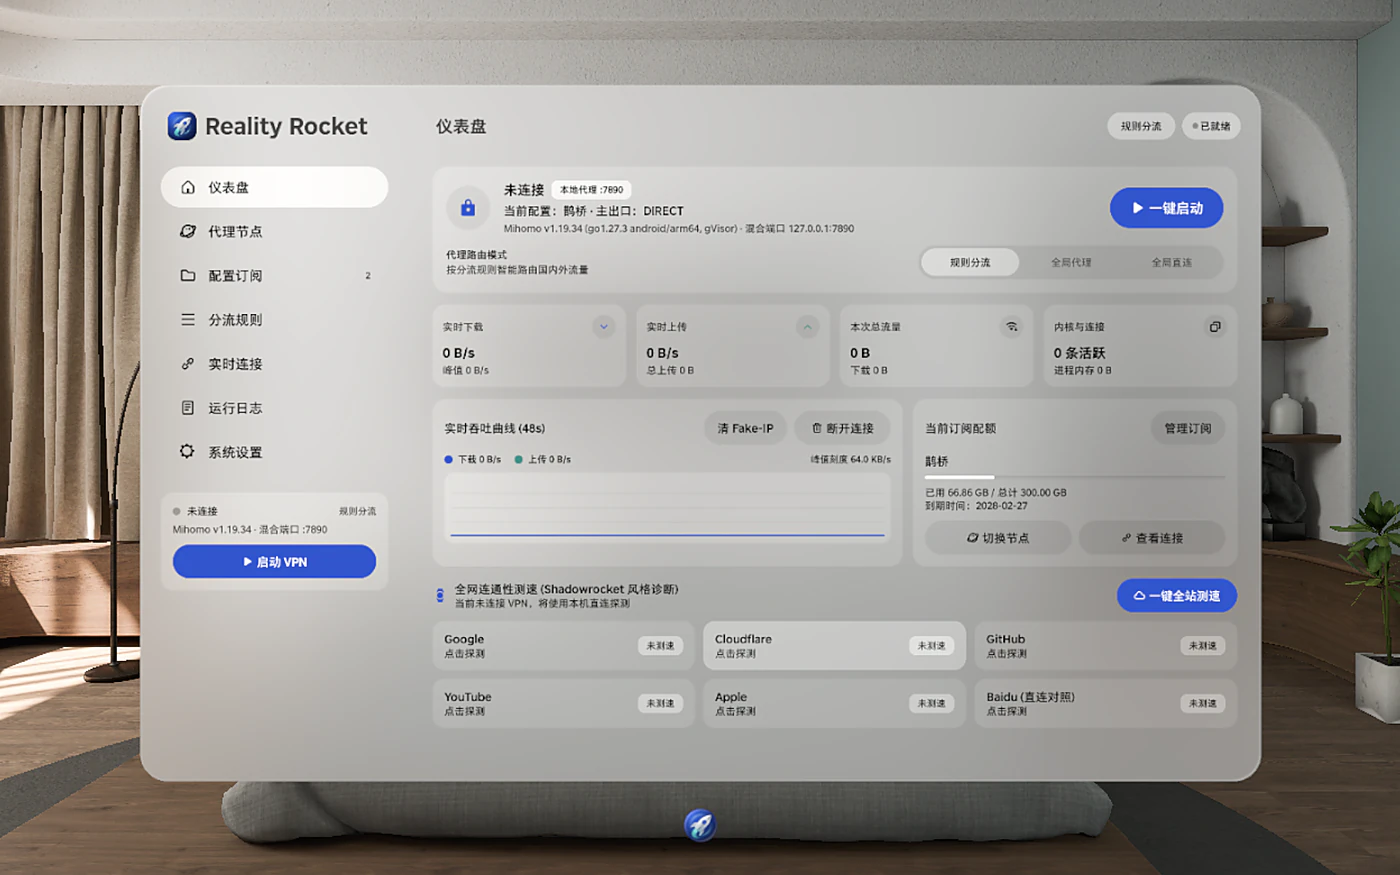 Reality Rocket
仪表盘
代理节点
配置订阅
2
分流规则
实时连接
运行日志
系统设置
未连接
规则分流
Mihomo v1.19.34 · 混合端口 :7890
启动 VPN
仪表盘
规则分流
已就绪
未连接
本地代理 :7890
当前配置：鹊桥 · 主出口：DIRECT
Mihomo v1.19.34 (go1.27.3 android/arm64, gVisor) · 混合端口 127.0.0.1:7890
一键启动
代理路由模式
按分流规则智能路由国内外流量
规则分流
全局代理
全局直连
实时下载
0 B/s
峰值 0 B/s
实时上传
0 B/s
总上传 0 B
本次总流量
0 B
下载 0 B
内核与连接
0 条活跃
进程内存 0 B
实时吞吐曲线 (48s)
清 Fake-IP
断开连接
下载 0 B/s
上传 0 B/s
峰值刻度 64.0 KB/s
当前订阅配额
管理订阅
鹊桥
已用 66.86 GB / 总计 300.00 GB
到期时间：2028-02-27
切换节点
查看连接
全网连通性测速 (Shadowrocket 风格诊断)
当前未连接 VPN，将使用本机直连探测
一键全站测速
Google
点击探测
未测速
Cloudflare
点击探测
未测速
GitHub
点击探测
未测速
YouTube
点击探测
未测速
Apple
点击探测
未测速
Baidu (直连对照)
点击探测
未测速